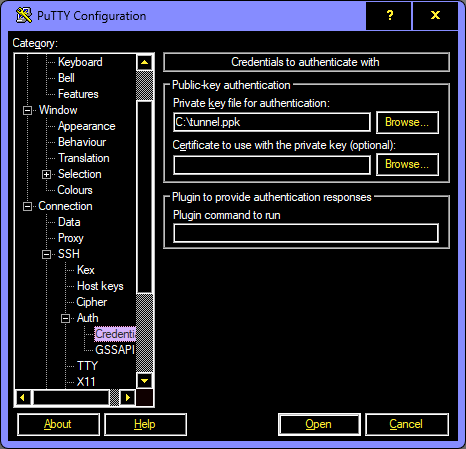 PuTTY Configuration
?
X
Category:
Keyboard
Bell
Features
Window
Appearance
Behaviour
Translation
Selection
Colours
Connection
Data
Proxy
SSH
Kex
Host keys
Cipher
Auth
Credenti
GSSAPI
TTY
X11
Credentials to authenticate with
Public-key authentication
Private key file for authentication:
C:\tunnel.ppk
Browse...
Certificate to use with the private key (optional):
Browse...
Plugin to provide authentication responses
Plugin command to run
About
Help
Open
Cancel